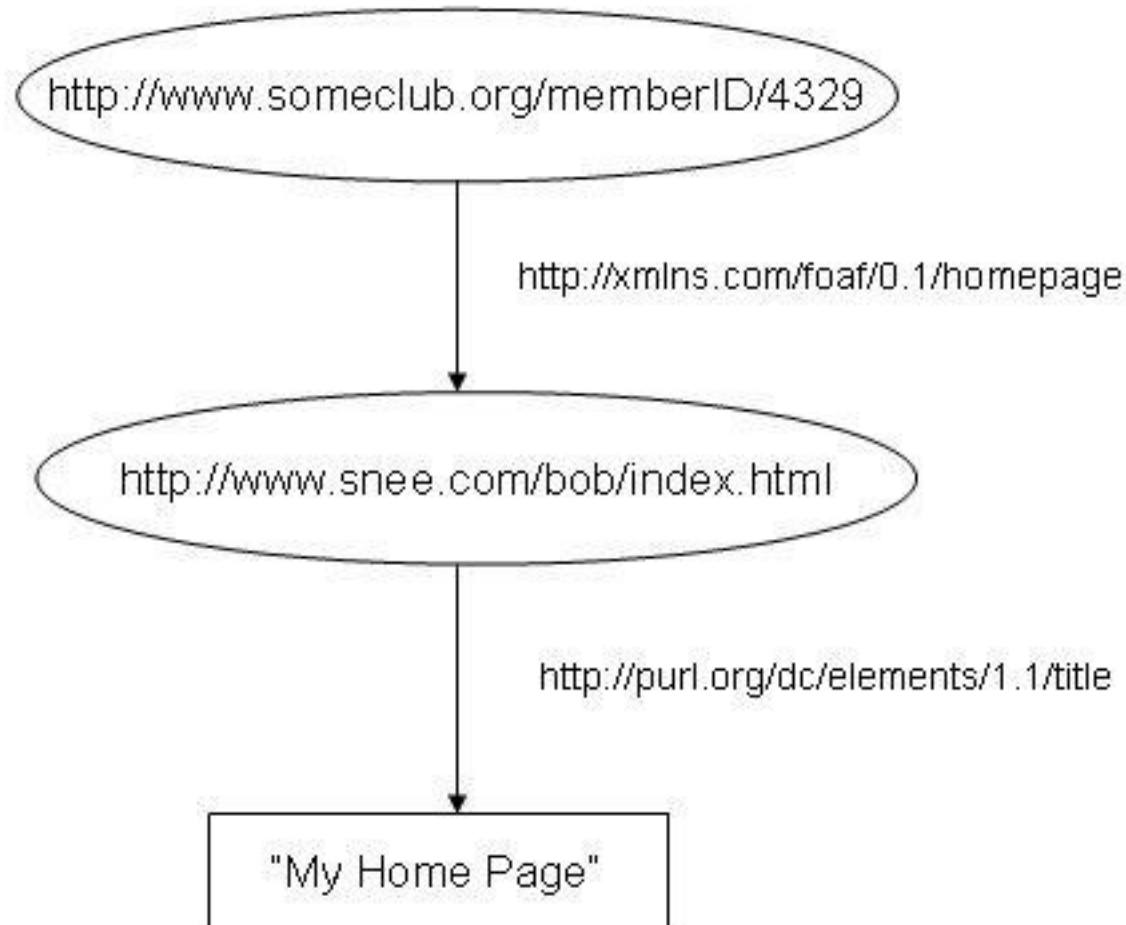 http://www.someclub.org/memberID/4329
http://xmlns.com/foaf/0.1/homepage
http://www.snee.com/bob/index.html
http://purl.org/dc/elements/1.1/title
"My Home Page"